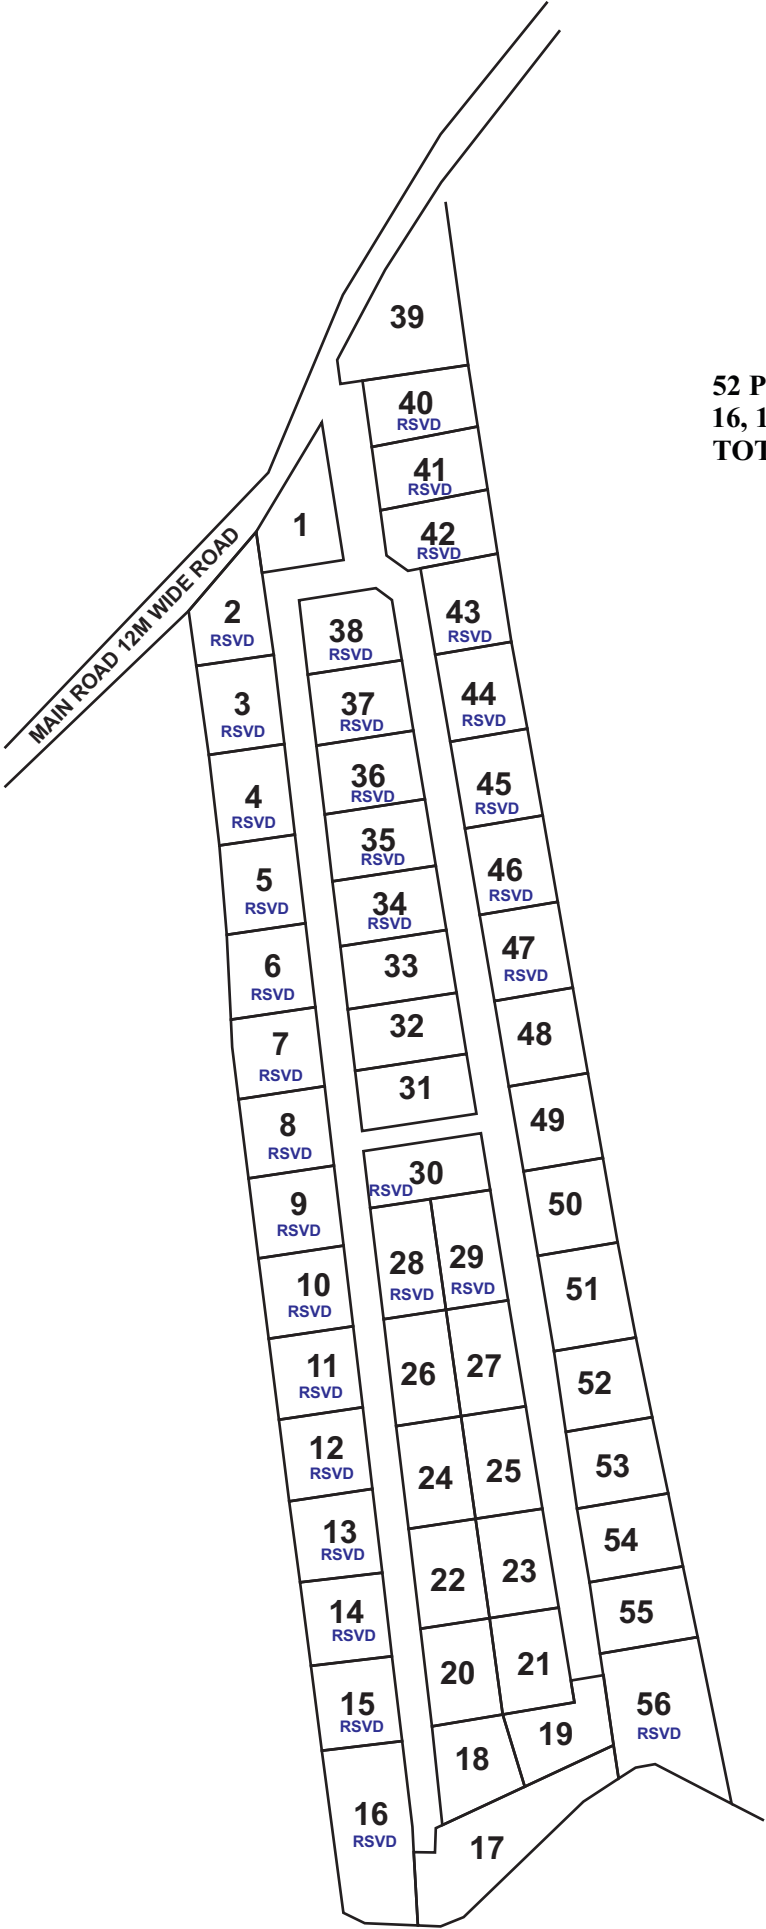 39
40
RSVD
41
RSVD
42
RSVD
52 P
16, 1
TOT
1
MAIN ROAD 12M WIDE ROAD
2
RSVD
3
RSVD
4
RSVD
5
RSVD
6
RSVD
7
RSVD
8
RSVD
9
RSVD
10
RSVD
11
RSVD
12
RSVD
13
RSVD
14
RSVD
15
RSVD
16
RSVD
38
RSVD
37
RSVD
36
RSVD
35
RSVD
34
RSVD
33
32
31
30
RSVD
28
RSVD
29
RSVD
26
27
24
25
22
23
20
21
18
19
17
43
RSVD
44
RSVD
45
RSVD
46
RSVD
47
RSVD
48
49
50
51
52
53
54
55
56
RSVD